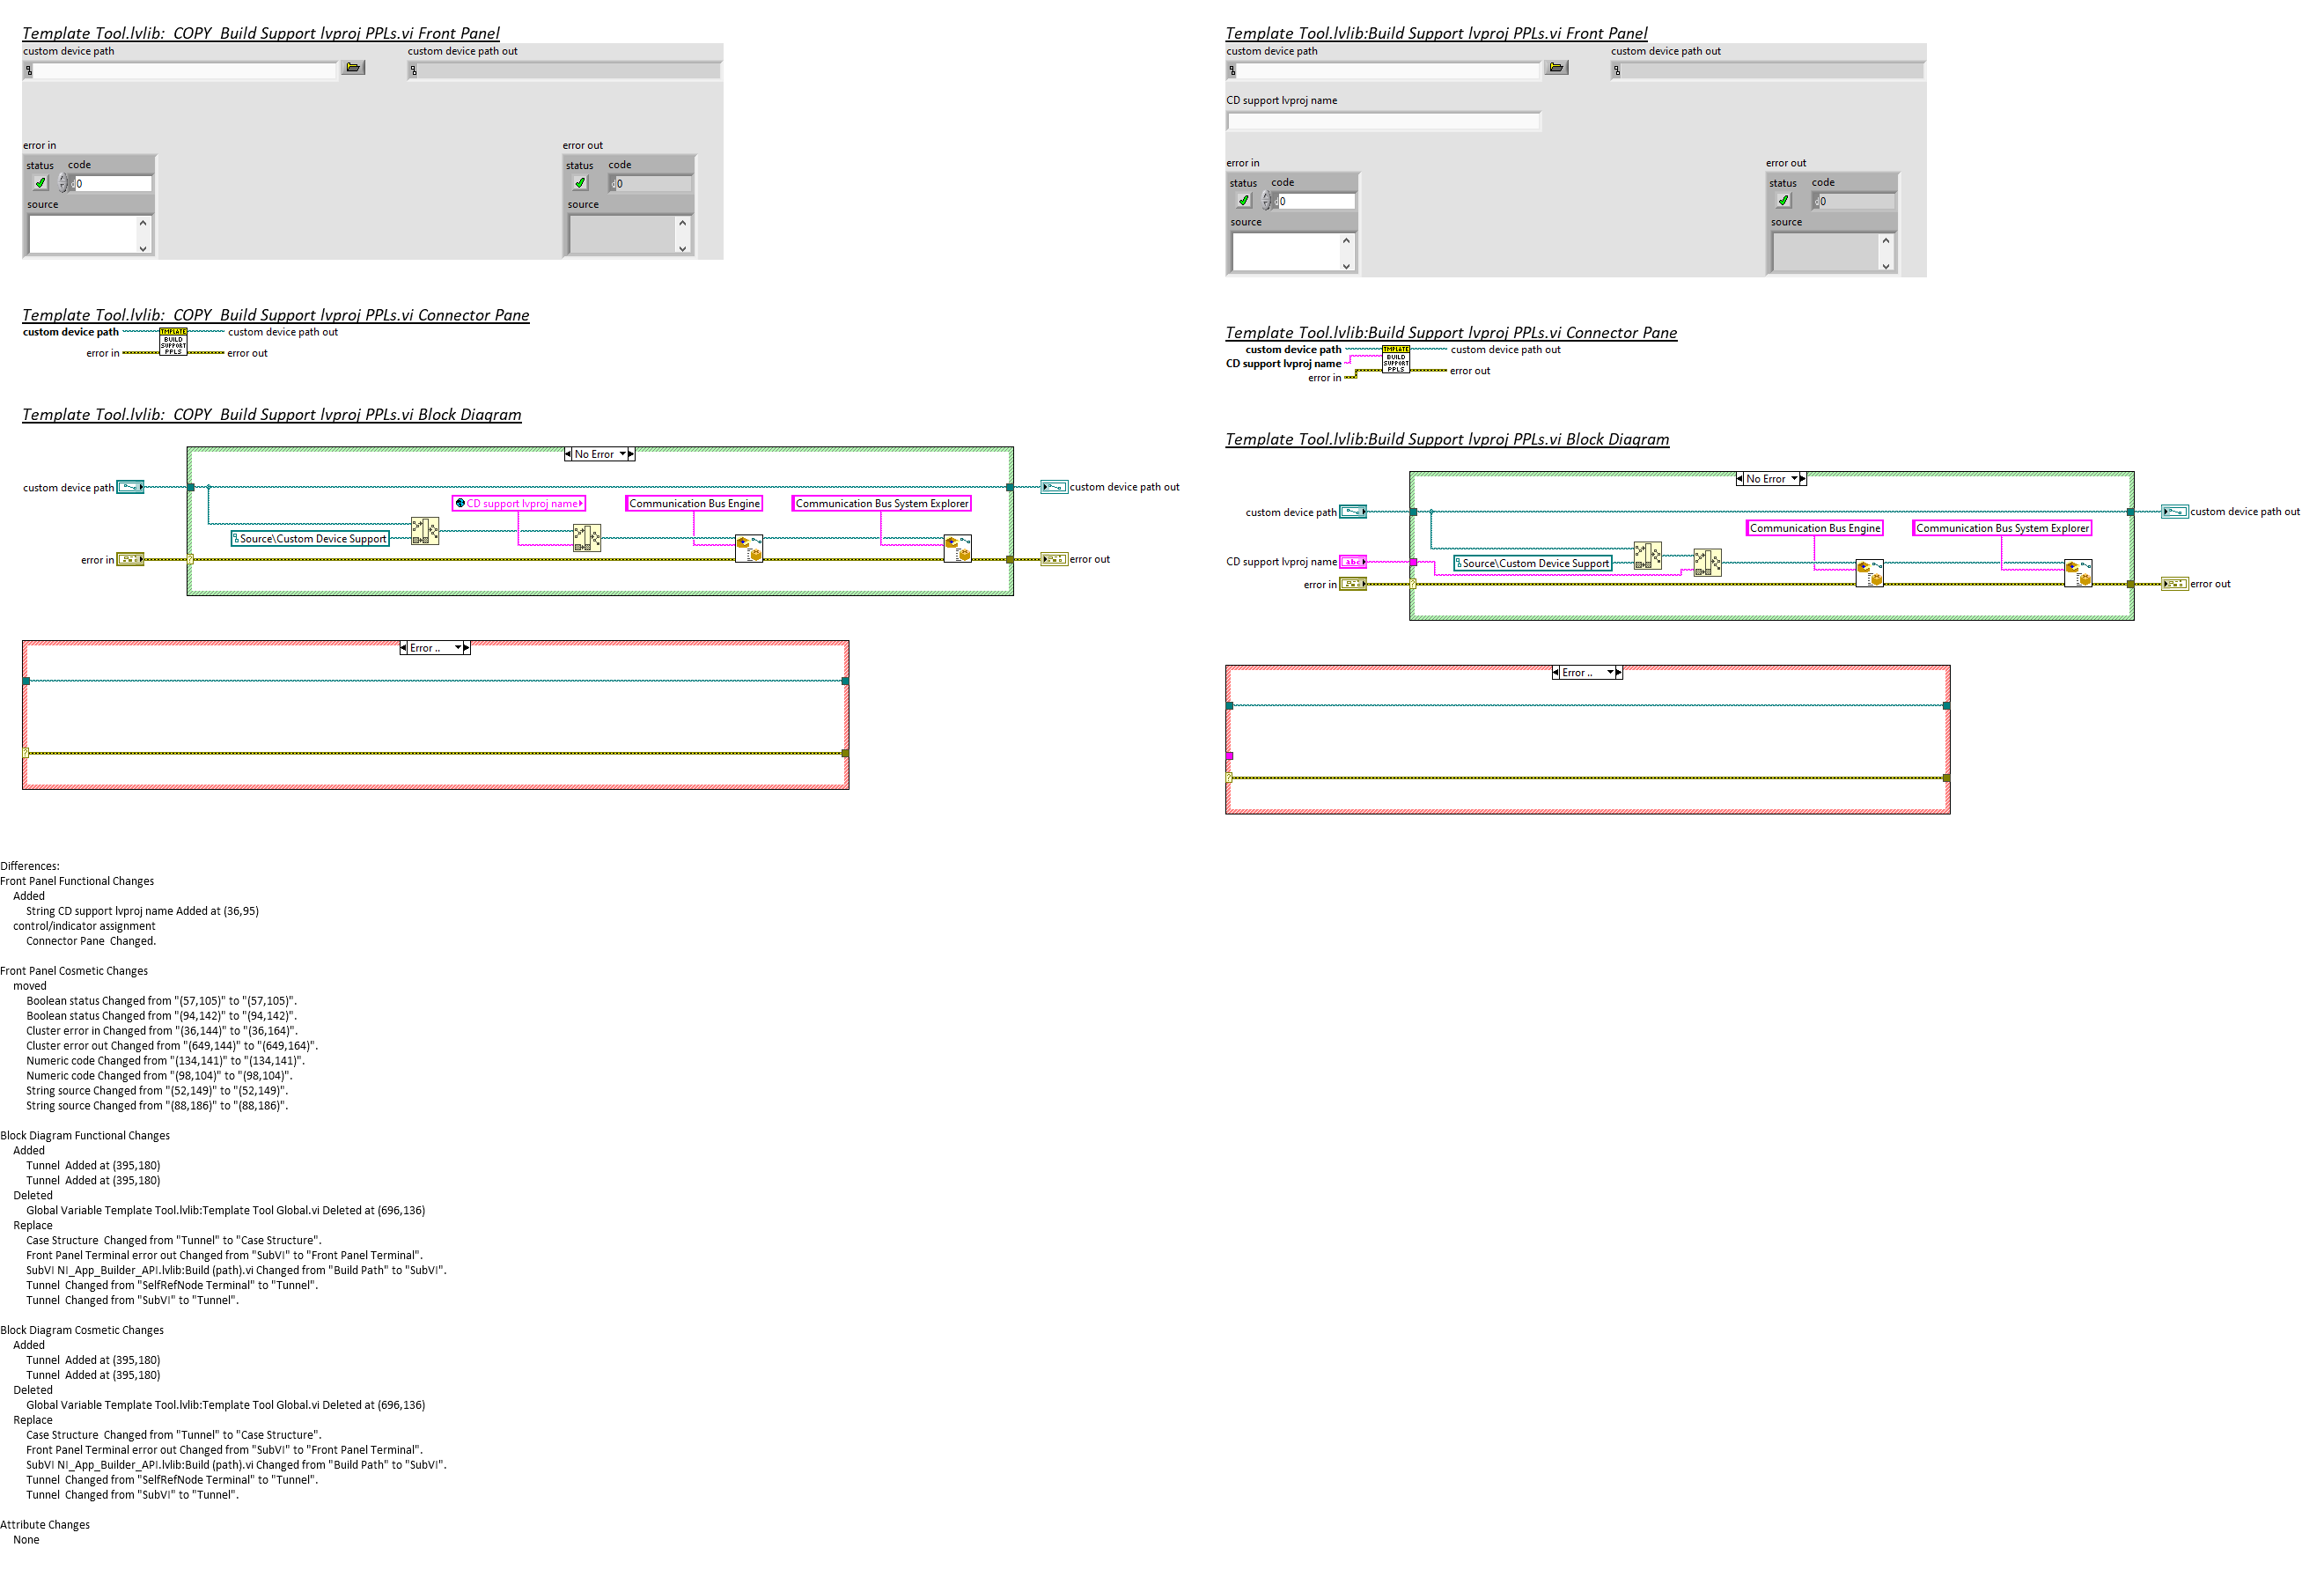 Template Tool.lvlib:_COPY_Build Support lvproj PPLs.vi Front Panel
custom device path
custom device path out
error in
status code
0
source
error out
status code
0
source
Template Tool.lvlib:_COPY_Build Support lvproj PPLs.vi Connector Pane
custom device path
custom device path out
error in
error out
TMPLATE
BUILD
SUPPORT
PPLS
Template Tool.lvlib:_COPY_Build Support lvproj PPLs.vi Block Diagram
No Error
custom device path
custom device path out
CD support lvproj name
Communication Bus Engine
Communication Bus System Explorer
Source\Custom Device Support
error in
?
error out
Error ..
?
Template Tool.lvlib:Build Support lvproj PPLs.vi Front Panel
custom device path
custom device path out
CD support lvproj name
error in
status code
0
source
error out
status code
0
source
Template Tool.lvlib:Build Support lvproj PPLs.vi Connector Pane
custom device path
custom device path out
CD support lvproj name
error in
error out
TMPLATE
BUILD
SUPPORT
PPLS
Template Tool.lvlib:Build Support lvproj PPLs.vi Block Diagram
No Error
custom device path
custom device path out
Communication Bus Engine
Communication Bus System Explorer
CD support lvproj name
abc
Source\Custom Device Support
error in
?
error out
Error ..
?
Differences:
Front Panel Functional Changes
Added
String CD support lvproj name Added at (36,95)
control/indicator assignment
Connector Pane  Changed.
Front Panel Cosmetic Changes
moved
Boolean status Changed from "(57,105)" to "(57,105)".
Boolean status Changed from "(94,142)" to "(94,142)".
Cluster error in Changed from "(36,144)" to "(36,164)".
Cluster error out Changed from "(649,144)" to "(649,164)".
Numeric code Changed from "(134,141)" to "(134,141)".
Numeric code Changed from "(98,104)" to "(98,104)".
String source Changed from "(52,149)" to "(52,149)".
String source Changed from "(88,186)" to "(88,186)".
Block Diagram Functional Changes
Added
Tunnel  Added at (395,180)
Tunnel  Added at (395,180)
Deleted
Global Variable Template Tool.lvlib:Template Tool Global.vi Deleted at (696,136)
Replace
Case Structure  Changed from "Tunnel" to "Case Structure".
Front Panel Terminal error out Changed from "SubVI" to "Front Panel Terminal".
SubVI NI_App_Builder_API.lvlib:Build (path).vi Changed from "Build Path" to "SubVI".
Tunnel  Changed from "SelfRefNode Terminal" to "Tunnel".
Tunnel  Changed from "SubVI" to "Tunnel".
Block Diagram Cosmetic Changes
Added
Tunnel  Added at (395,180)
Tunnel  Added at (395,180)
Deleted
Global Variable Template Tool.lvlib:Template Tool Global.vi Deleted at (696,136)
Replace
Case Structure  Changed from "Tunnel" to "Case Structure".
Front Panel Terminal error out Changed from "SubVI" to "Front Panel Terminal".
SubVI NI_App_Builder_API.lvlib:Build (path).vi Changed from "Build Path" to "SubVI".
Tunnel  Changed from "SelfRefNode Terminal" to "Tunnel".
Tunnel  Changed from "SubVI" to "Tunnel".
Attribute Changes
None